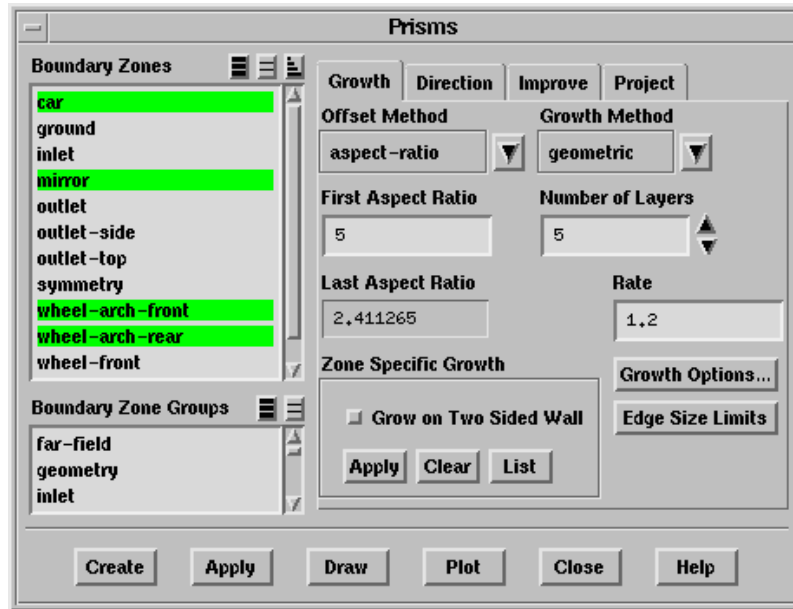 Prisms
Boundary Zones
car
ground
inlet
mirror
outlet
outlet-side
outlet-top
symmetry
wheel-arch-front
wheel-arch-rear
wheel-front
Boundary Zone Groups
far-field
geometry
inlet
Growth Direction Improve Project
Offset Method Growth Method
aspect-ratio geometric
First Aspect Ratio Number of Layers
5 5
Last Aspect Ratio Rate
2.411265 1.2
Zone Specific Growth
Grow on Two Sided Wall
Apply Clear List
Growth Options...
Edge Size Limits
Create Apply Draw Plot Close Help